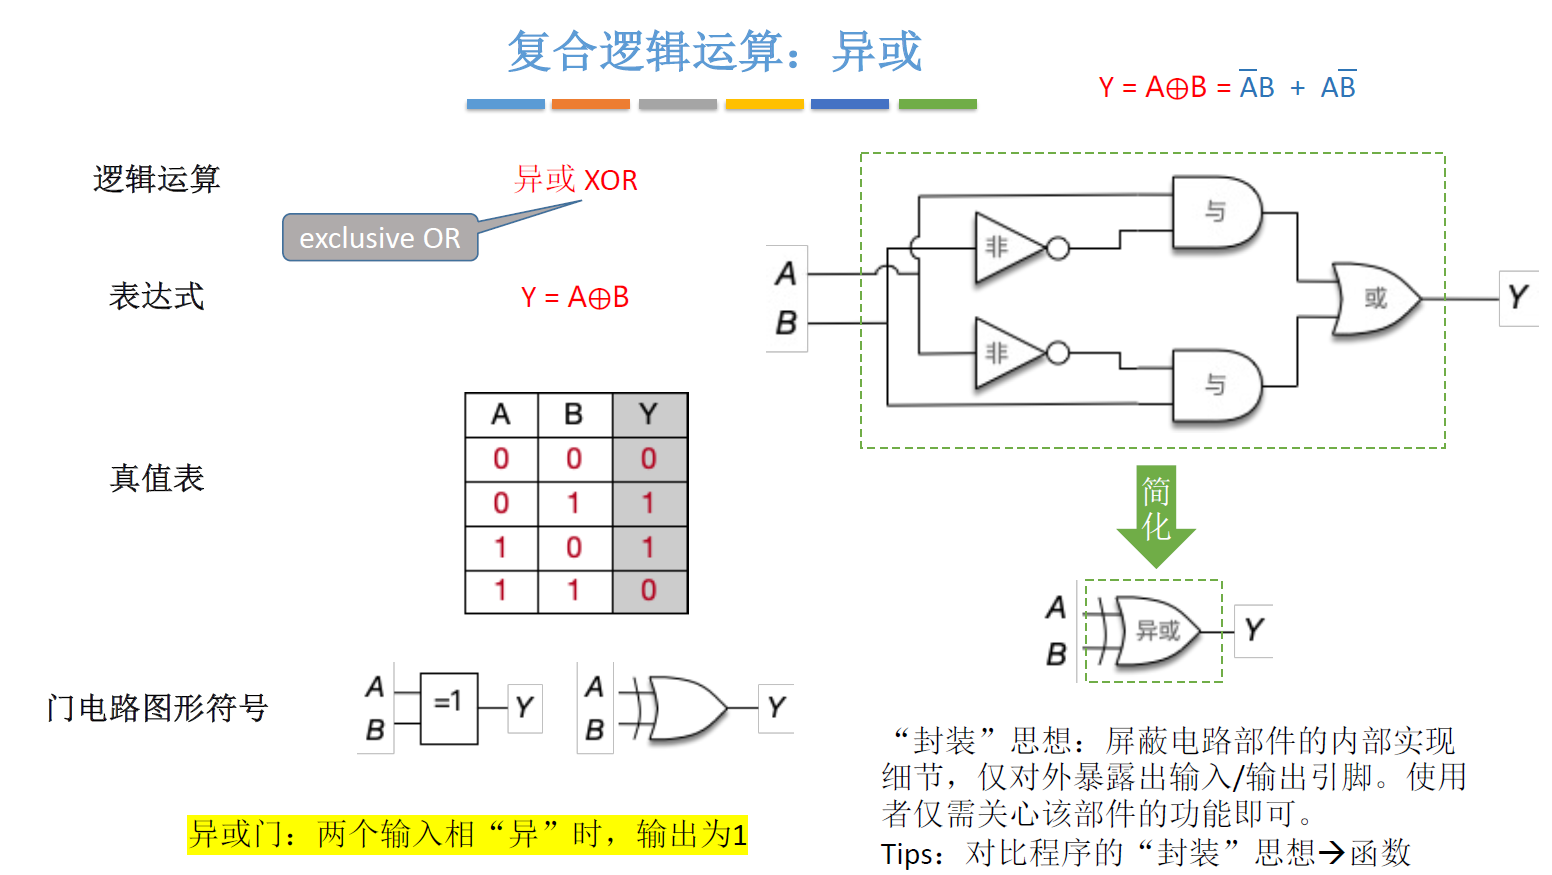 复合逻辑运算：异或
Y = A⊕B = A̅B + AB̅
逻辑运算
异或 XOR
exclusive OR
表达式
Y = A⊕B
真值表
A B Y
0 0 0
0 1 1
1 0 1
1 1 0
门电路图形符号
A
B
=1
Y
A
B
Y
异或门：两个输入相“异”时，输出为1
A
B
非
非
与
与
或
Y
简
化
A
B
异或
Y
“封装”思想：屏蔽电路部件的内部实现
细节，仅对外暴露出输入/输出引脚。使用
者仅需关心该部件的功能即可。
Tips：对比程序的“封装”思想→函数